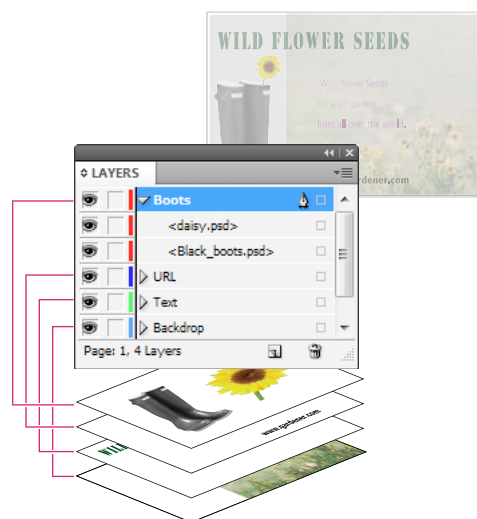 WILD FLOWER SEEDS
Wild flower Seeds
for your garden
from all over the world.
dener.com
LAYERS
Boots
<daisy.psd>
<Black_boots.psd>
URL
Text
Backdrop
Page: 1, 4 Layers
www.gardener.com
WIL